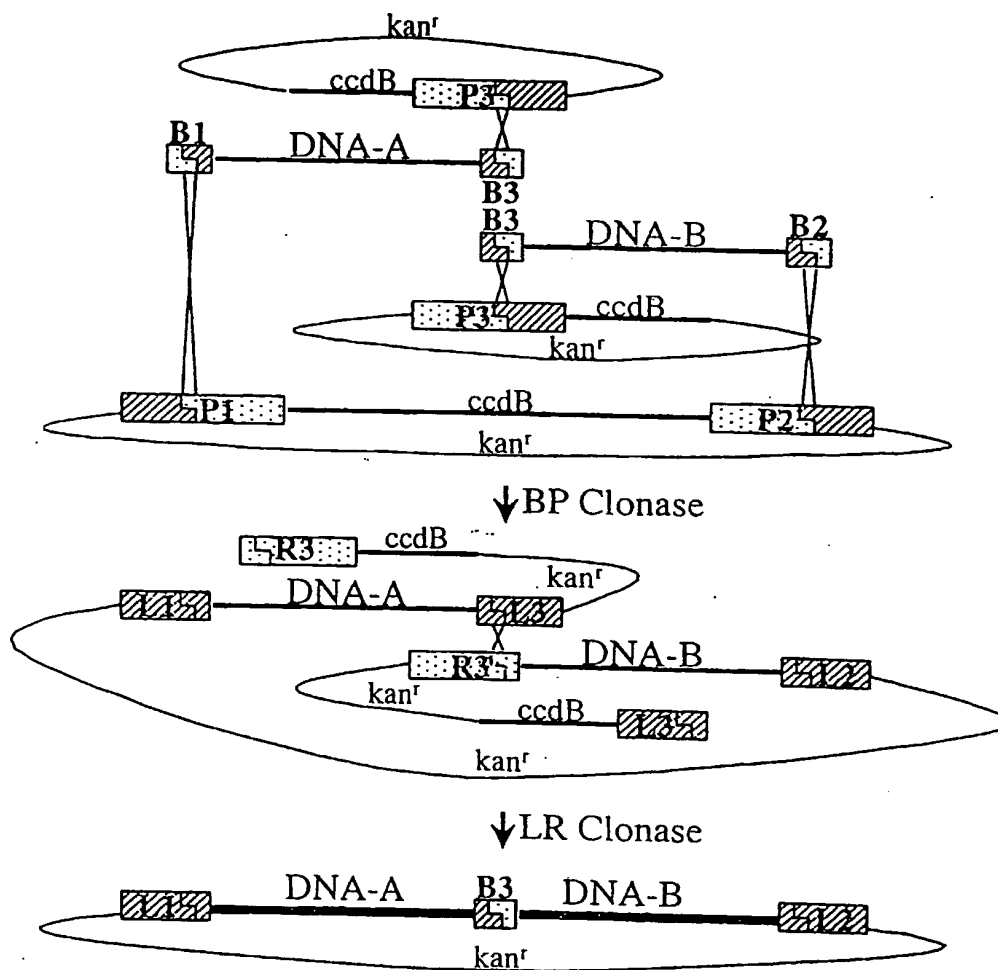 kanʳ
ccdB
P3
B1
DNA-A
B3
B3
DNA-B
B2
P3
ccdB
kanʳ
P1
ccdB
P2
kanʳ
BP Clonase
R3
ccdB
kanʳ
L1
DNA-A
L3
R3
DNA-B
L2
kanʳ
ccdB
L3
kanʳ
LR Clonase
L1
DNA-A
B3
DNA-B
L2
kanʳ